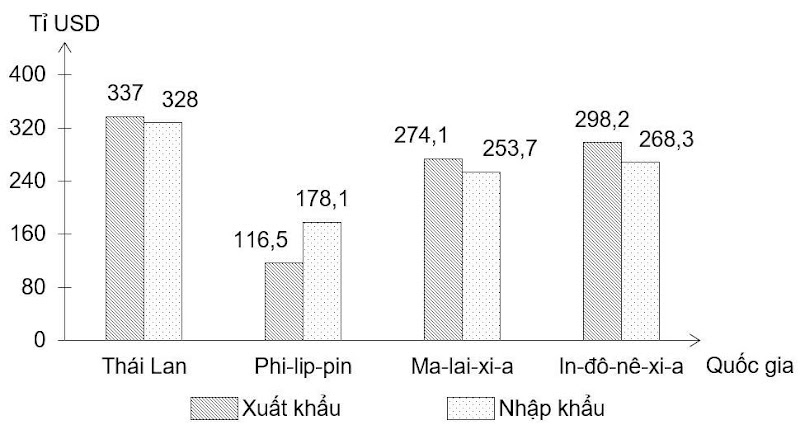 Tỉ USD
400
320
240
160
80
0
337
328
116,5
178,1
274,1
253,7
298,2
268,3
Thái Lan
Phi-lip-pin
Ma-lai-xi-a
In-đô-nê-xi-a
Quốc gia
Xuất khẩu
Nhập khẩu